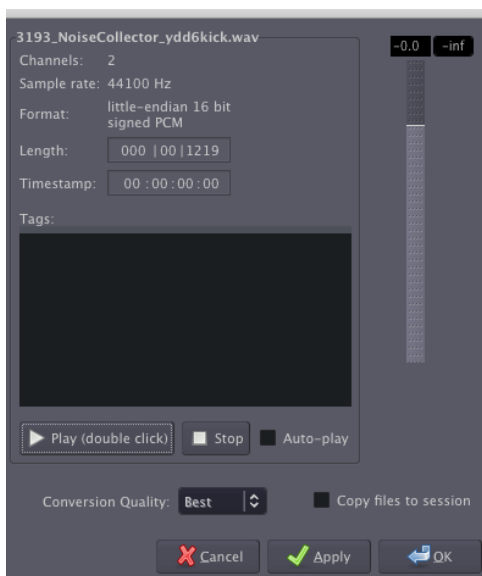 3193_NoiseCollector_ydd6kick.wav
-0.0 -inf
Channels: 2
Sample rate: 44100 Hz
Format: little-endian 16 bit
signed PCM
Length: 000 |00|1219
Timestamp: 00 :00:00:00
Tags:
Play (double click) Stop Auto-play
Conversion Quality: Best Copy files to session
Cancel Apply OK